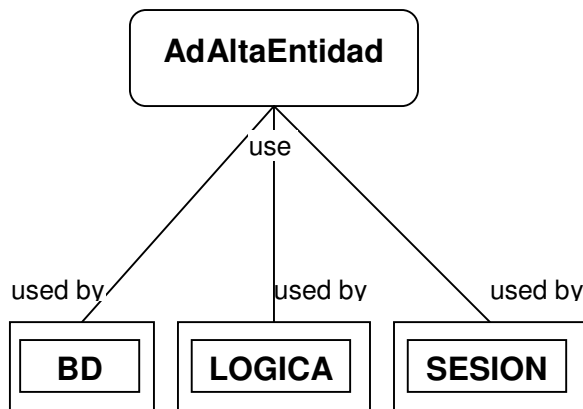 AdAltaEntidad
use
used by
used by
used by
BD
LOGICA
SESION